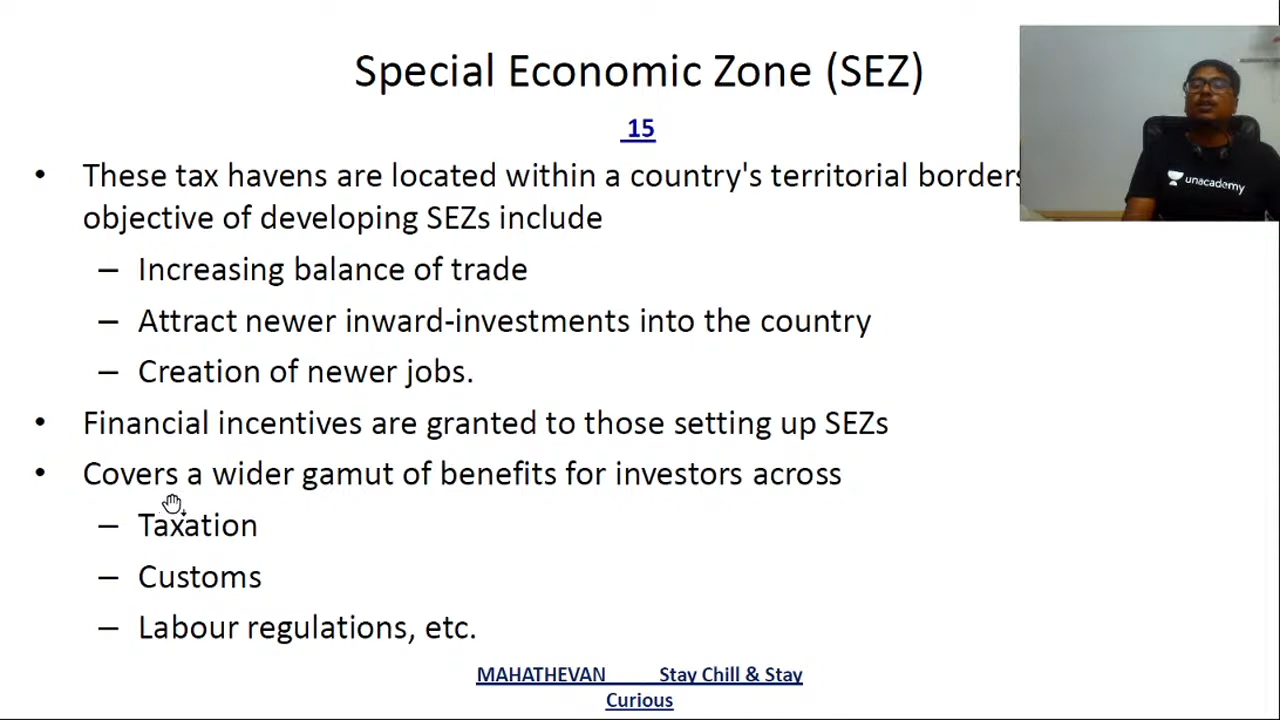 Special Economic Zone (SEZ)
15
• These tax havens are located within a country's territorial borders
objective of developing SEZs include
– Increasing balance of trade
– Attract newer inward-investments into the country
– Creation of newer jobs.
• Financial incentives are granted to those setting up SEZs
• Covers a wider gamut of benefits for investors across
– Taxation
– Customs
– Labour regulations, etc.
MAHATHEVAN Stay Chill & Stay
Curious
unacademy